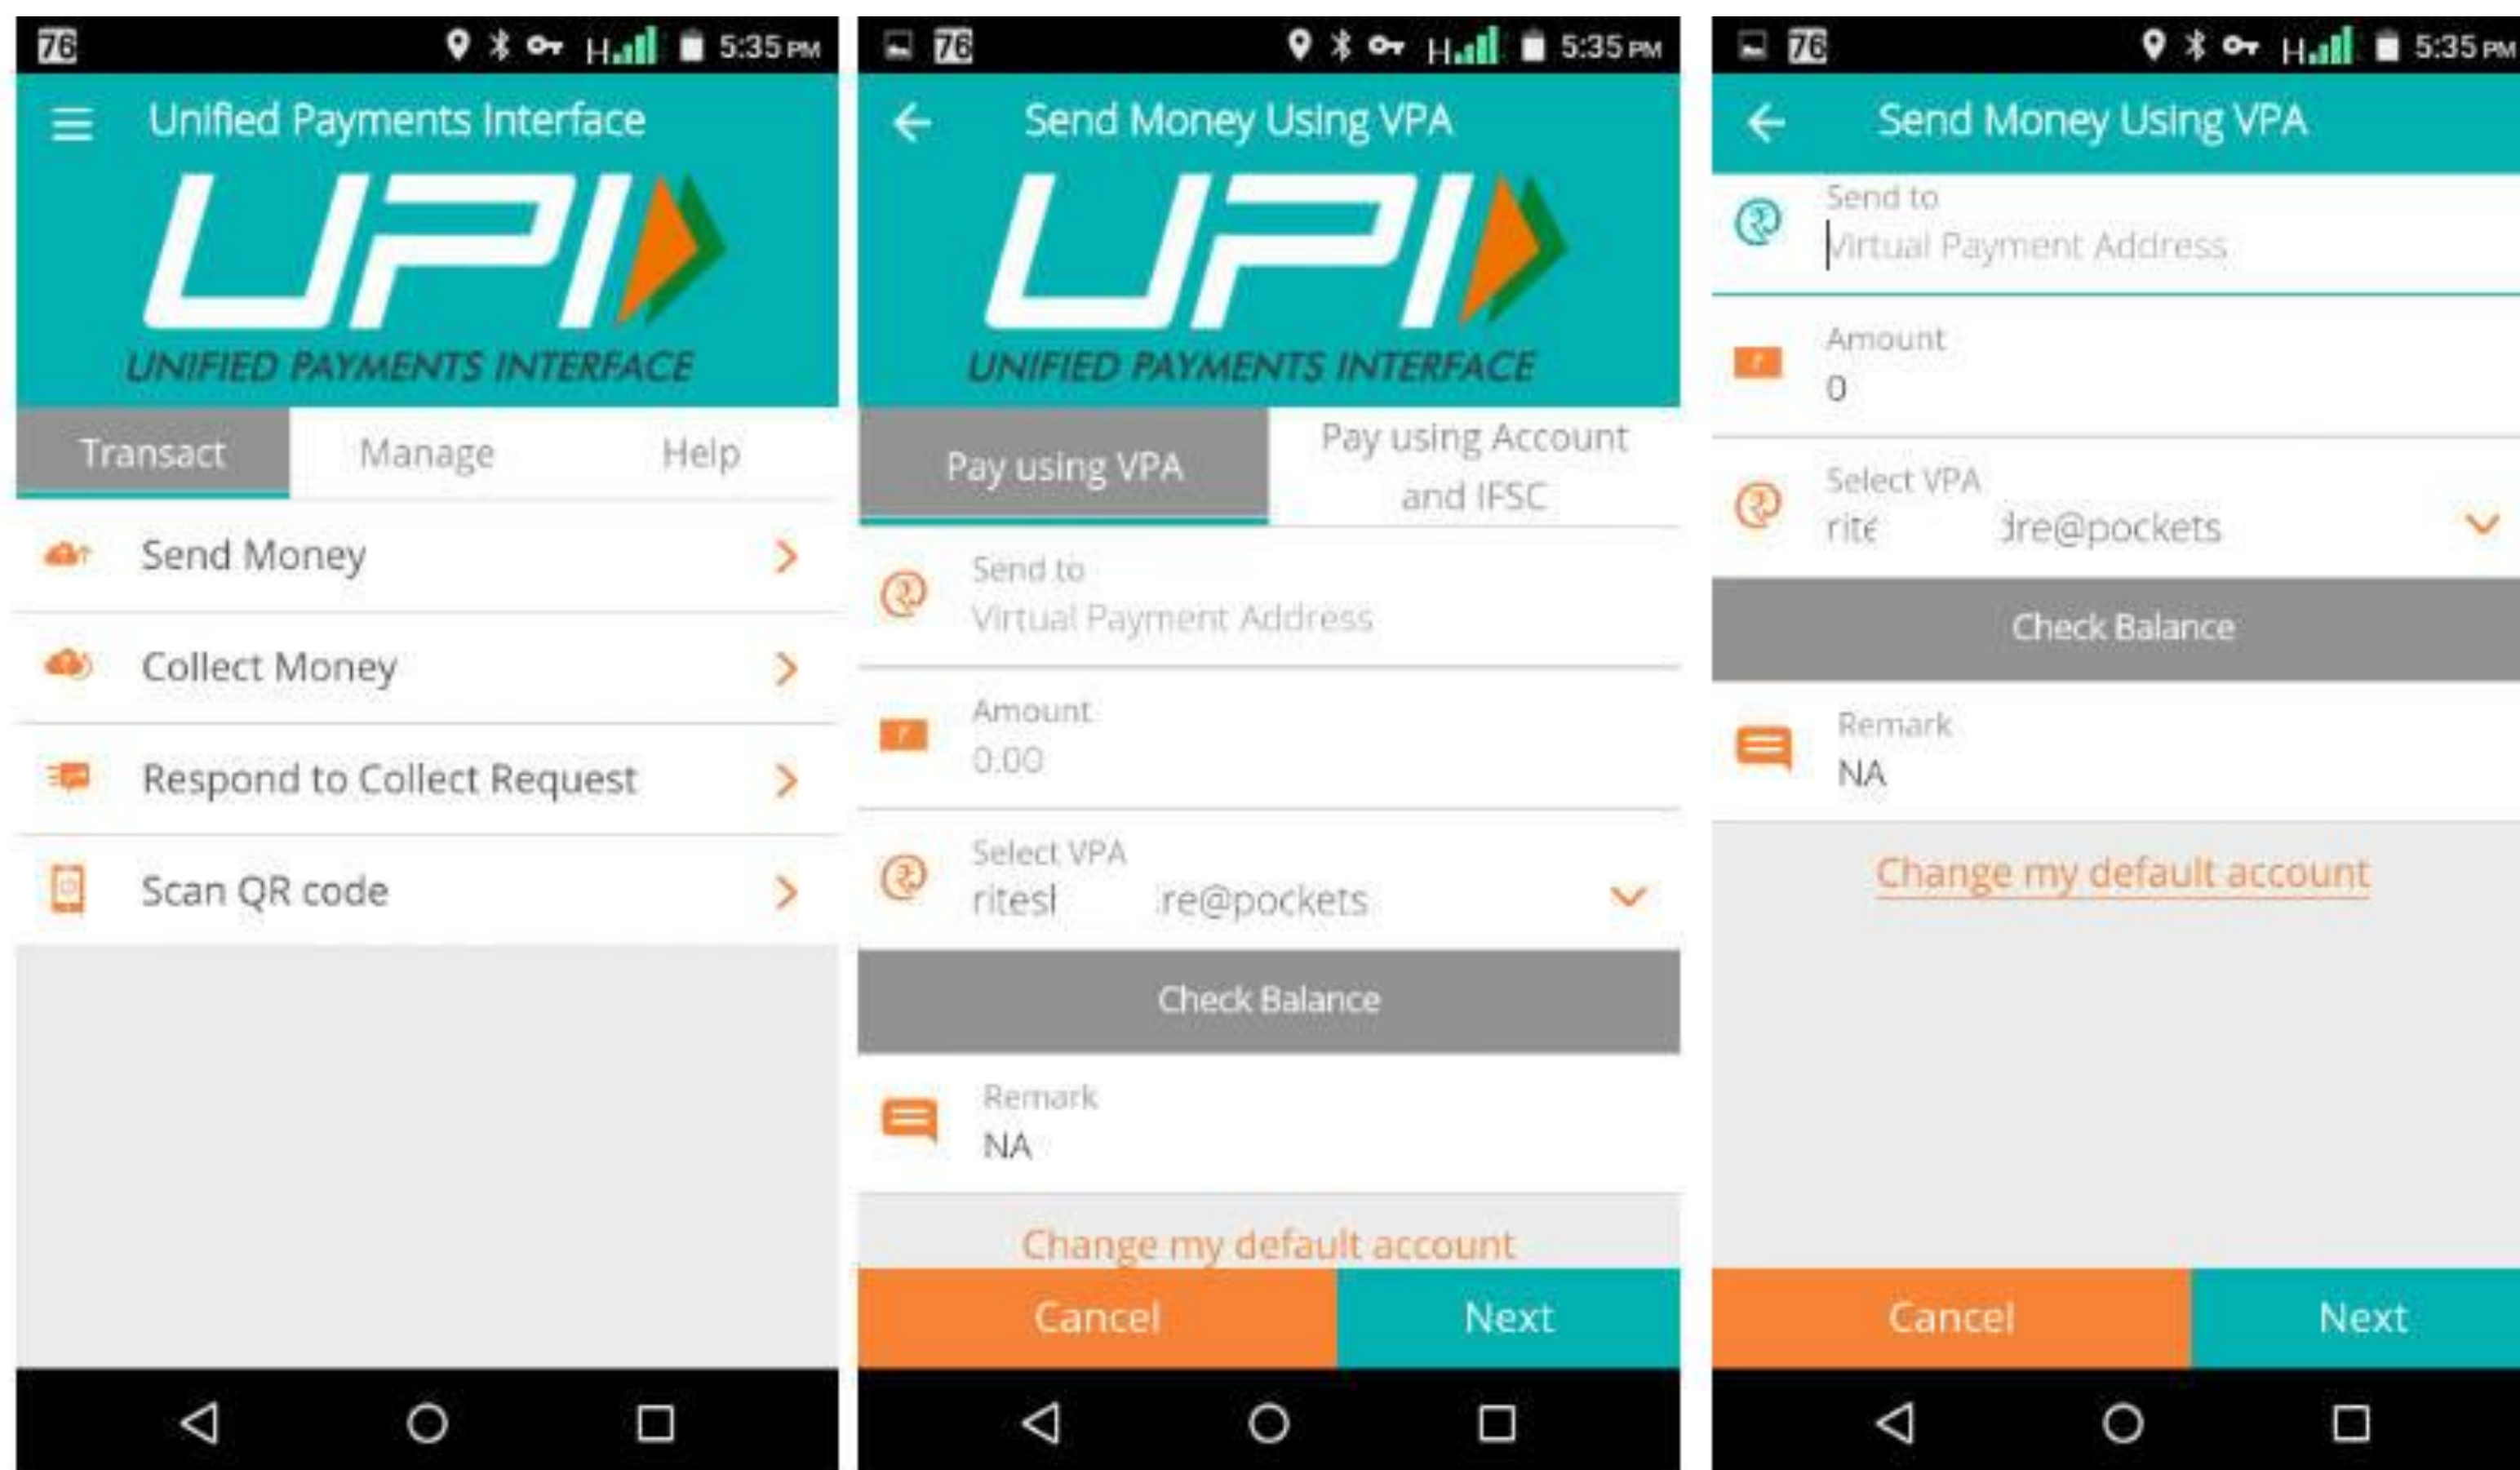 76 H 5:35 PM
Unified Payments Interface
UPI
UNIFIED PAYMENTS INTERFACE
Transact Manage Help
Send Money
Collect Money
Respond to Collect Request
Scan QR code
76 H 5:35 PM
Send Money Using VPA
UPI
UNIFIED PAYMENTS INTERFACE
Pay using VPA
Pay using Account
and IFSC
Send to
Virtual Payment Address
Amount
0.00
Select VPA
re@pockets
Check Balance
Remark
NA
Change my default account
Cancel Next
76 H 5:35 PM
Send Money Using VPA
Send to
Virtual Payment Address
Amount
0
Select VPA
dre@pockets
Check Balance
Remark
NA
Change my default account
Cancel Next